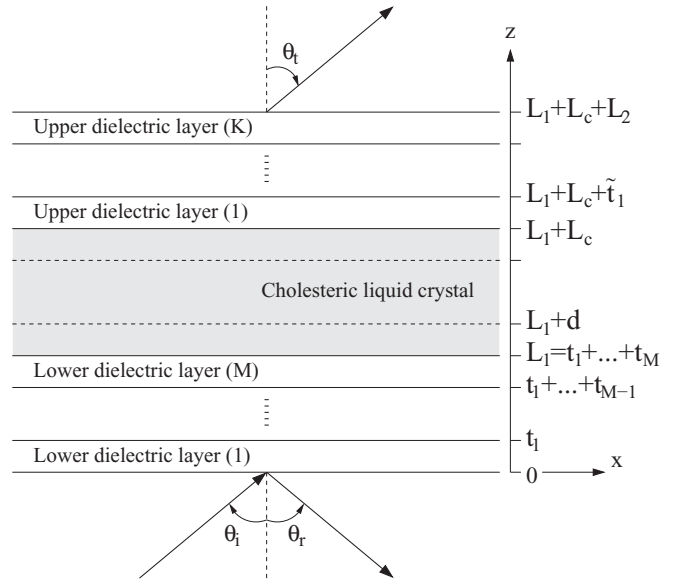 z
θt
L1+Lc+L2
Upper dielectric layer (K)
L1+Lc+t̃1
Upper dielectric layer (1)
L1+Lc
Cholesteric liquid crystal
L1+d
L1=t1+...+tM
Lower dielectric layer (M)
t1+...+tM−1
t1
Lower dielectric layer (1)
0
x
θi
θr